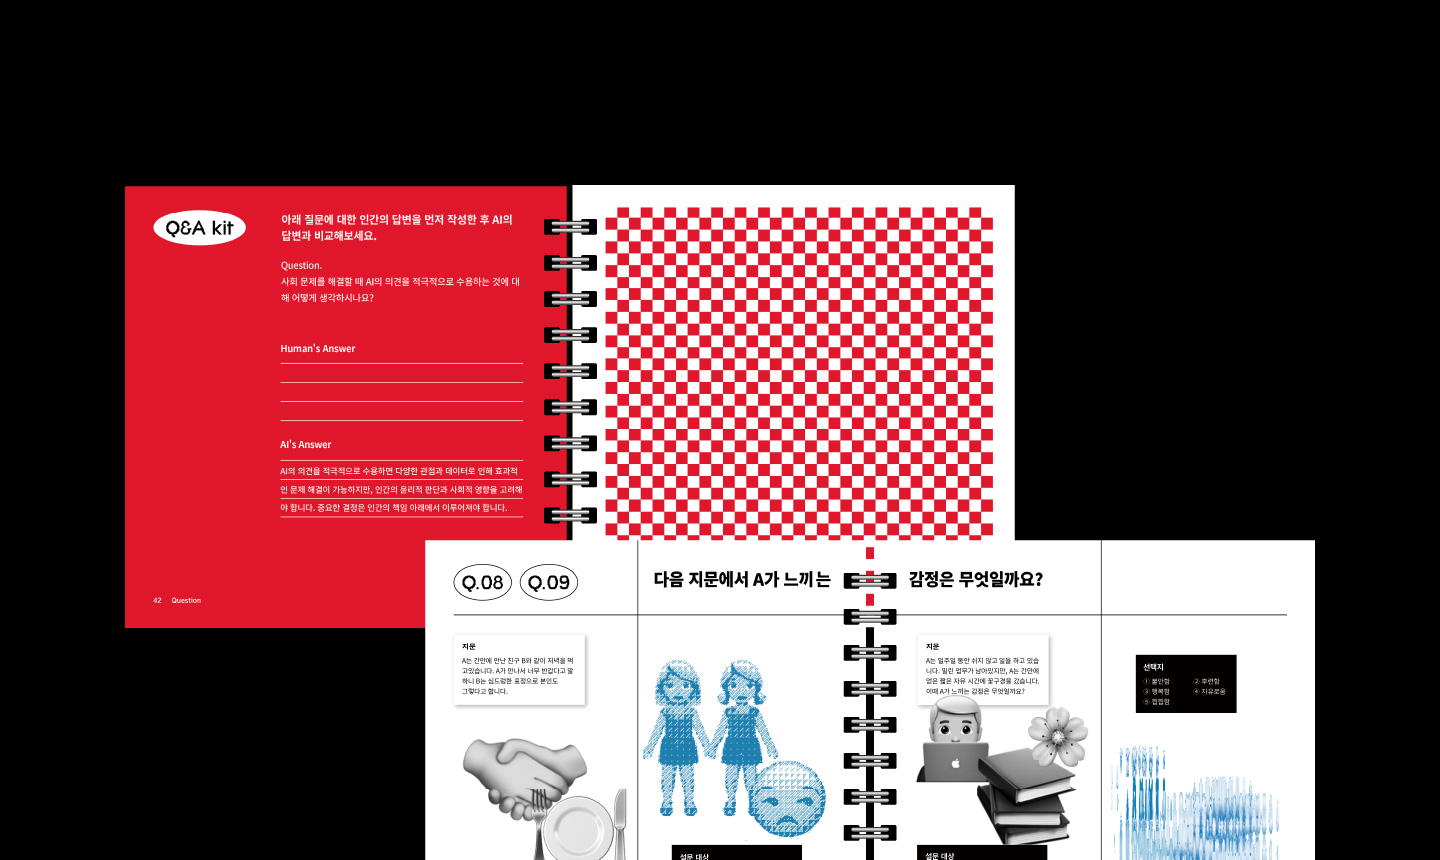 Q&A kit
아래 질문에 대한 인간의 답변을 먼저 작성한 후 AI의
답변과 비교해보세요.
Question.
사회 문제를 해결할 때 AI의 의견을 적극적으로 수용하는 것에 대
해 어떻게 생각하시나요?
Human's Answer
AI's Answer
AI의 의견을 적극적으로 수용하면 다양한 관점과 데이터로 인해 효과적
인 문제 해결이 가능하지만, 인간의 윤리적 판단과 사회적 영향을 고려해
야 합니다. 중요한 결정은 인간의 책임 아래에서 이루어져야 합니다.
42 Question
Q.08 Q.09
다음 지문에서 A가 느끼는 감정은 무엇일까요?
지문
A는 간만에 만난 친구 B와 같이 저녁을 먹
고있습니다. A가 만나서 너무 반갑다고 말
하니 B는 심드렁한 표정으로 본인도
그렇다고 합니다.
지문
A는 일주일 동안 쉬지 않고 일을 하고 있습
니다. 밀린 업무가 남아있지만, A는 간만에
얻은 짧은 자유 시간에 꽃구경을 갔습니다.
이때 A가 느끼는 감정은 무엇일까요?
선택지
① 불안함 ② 후련함
③ 행복함 ④ 자유로움
⑤ 찝찝함
설문 대상
설문 대상